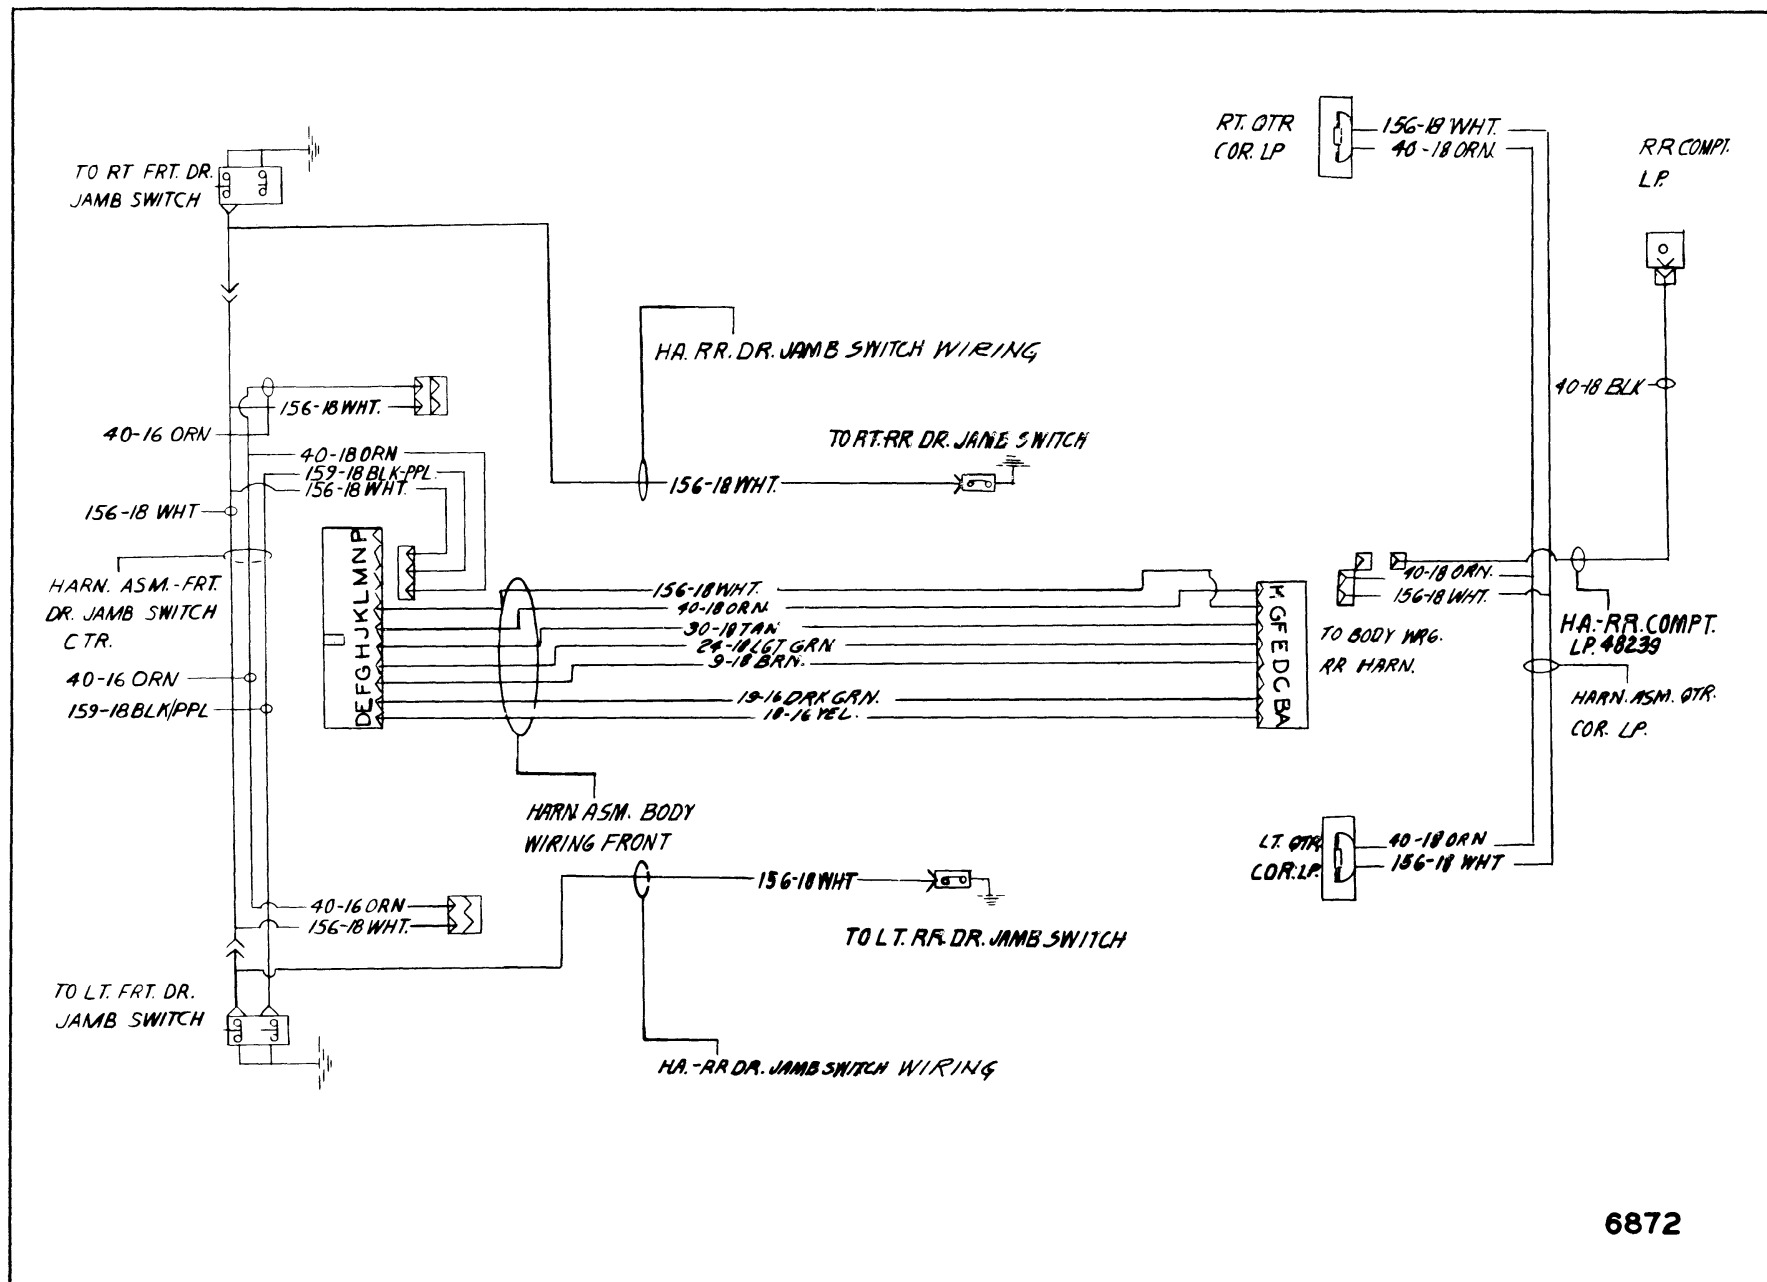 RT. QTR
COR. LP
156-18 WHT.
40-18 ORN.
RR COMPT.
LP.
TO RT FRT. DR.
JAMB SWITCH
HA. RR. DR. JAMB SWITCH WIRING
40-18 BLK
156-18 WHT.
40-16 ORN
TO RT. RR DR. JAME SWITCH
40-18 ORN
159-18 BLK-PPL.
156-18 WHT.
156-18 WHT.
156-18 WHT
HARN. ASM.-FRT.
DR. JAMB SWITCH
CTR.
DEFGHJKLMNP
156-18 WHT.
40-18 ORN.
30-18 TAN
24-18 LGT GRN
9-18 BRN.
19-16 DRK GRN.
18-16 YEL.
K GFE DC BA
40-18 ORN.
156-18 WHT.
TO BODY WRG.
RR HARN.
HA.-RR. COMPT.
LP. 48239
HARN. ASM. QTR.
COR. LP.
40-16 ORN
159-18 BLK/PPL
HARN. ASM. BODY
WIRING FRONT
LT. QTR
COR. LP.
40-18 ORN
156-18 WHT
156-18 WHT
40-16 ORN
156-18 WHT.
TO LT. RR. DR. JAMB SWITCH
TO LT. FRT. DR.
JAMB SWITCH
HA.-RR DR. JAMB SWITCH WIRING
6872